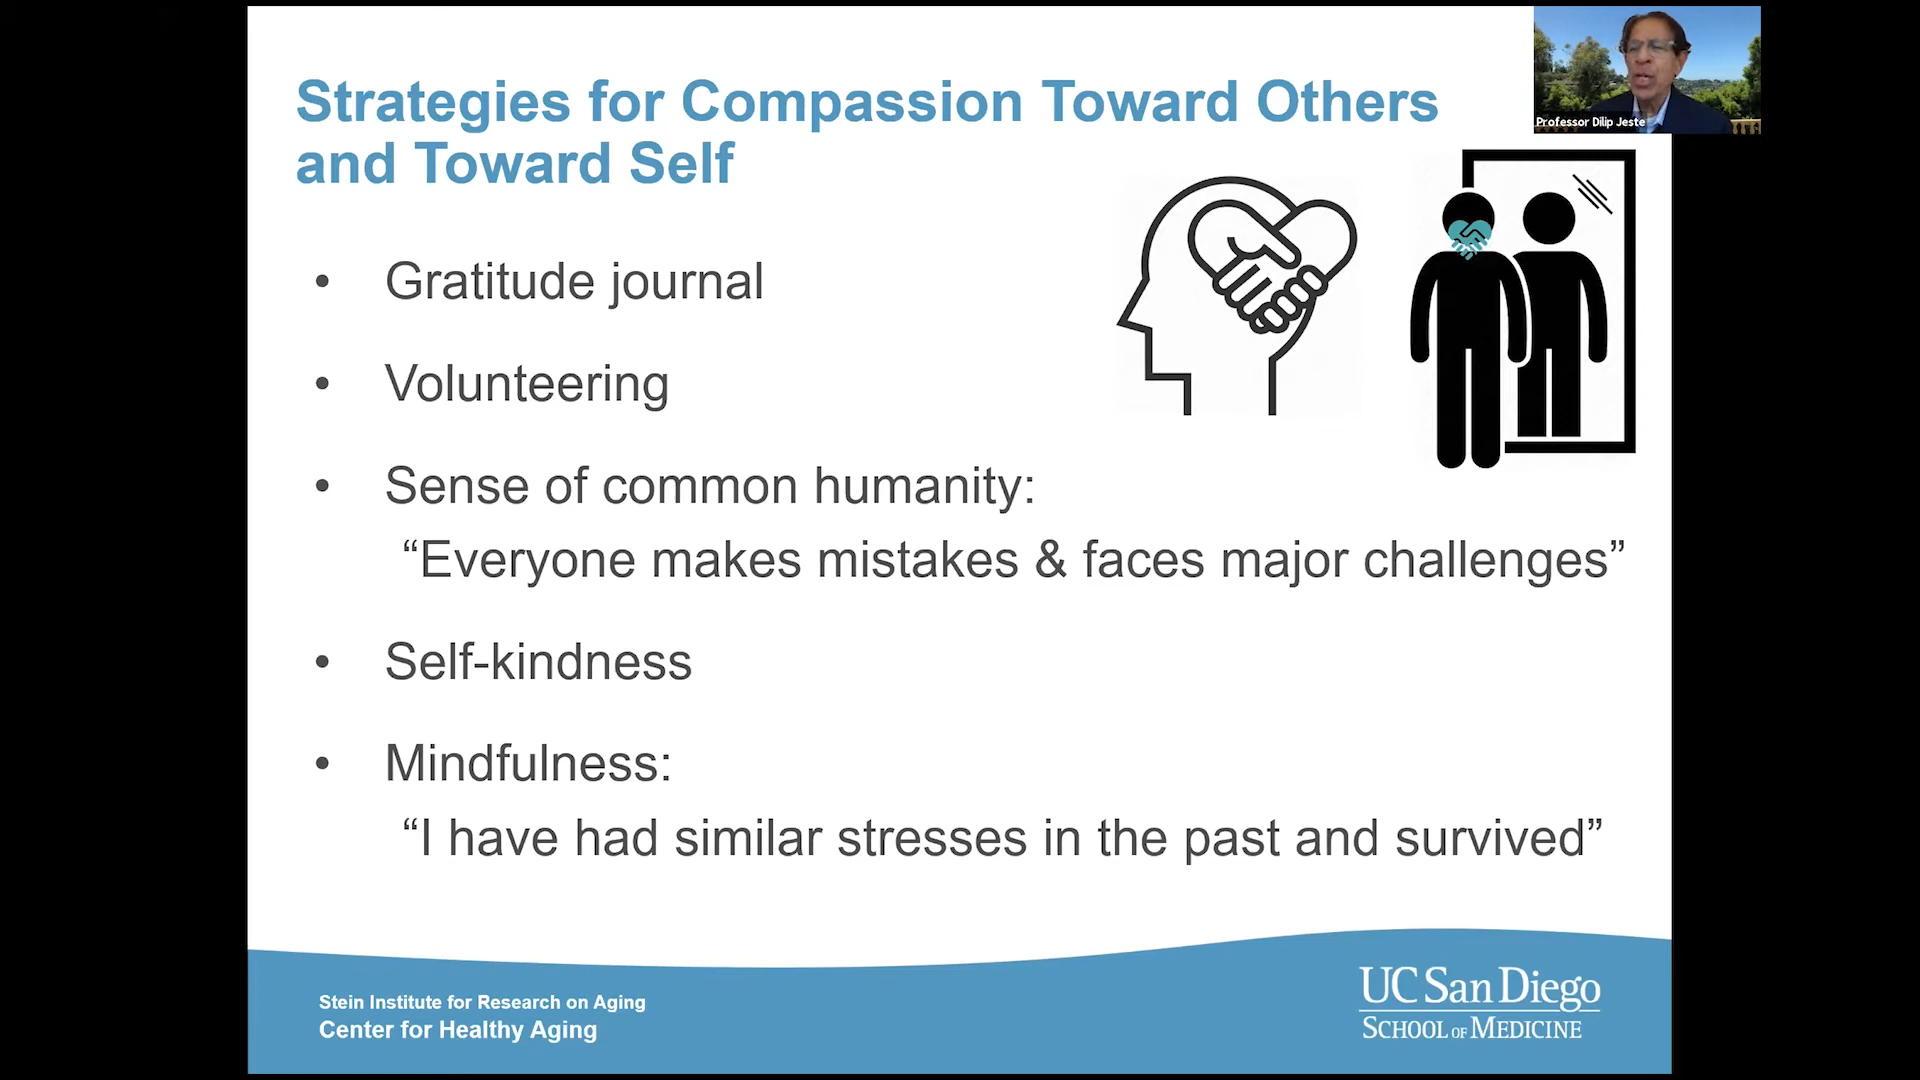 Strategies for Compassion Toward Others
and Toward Self
Professor Dilip Jeste
• Gratitude journal
• Volunteering
• Sense of common humanity:
“Everyone makes mistakes & faces major challenges”
• Self-kindness
• Mindfulness:
“I have had similar stresses in the past and survived”
Stein Institute for Research on Aging
Center for Healthy Aging
UC San Diego
SCHOOL OF MEDICINE